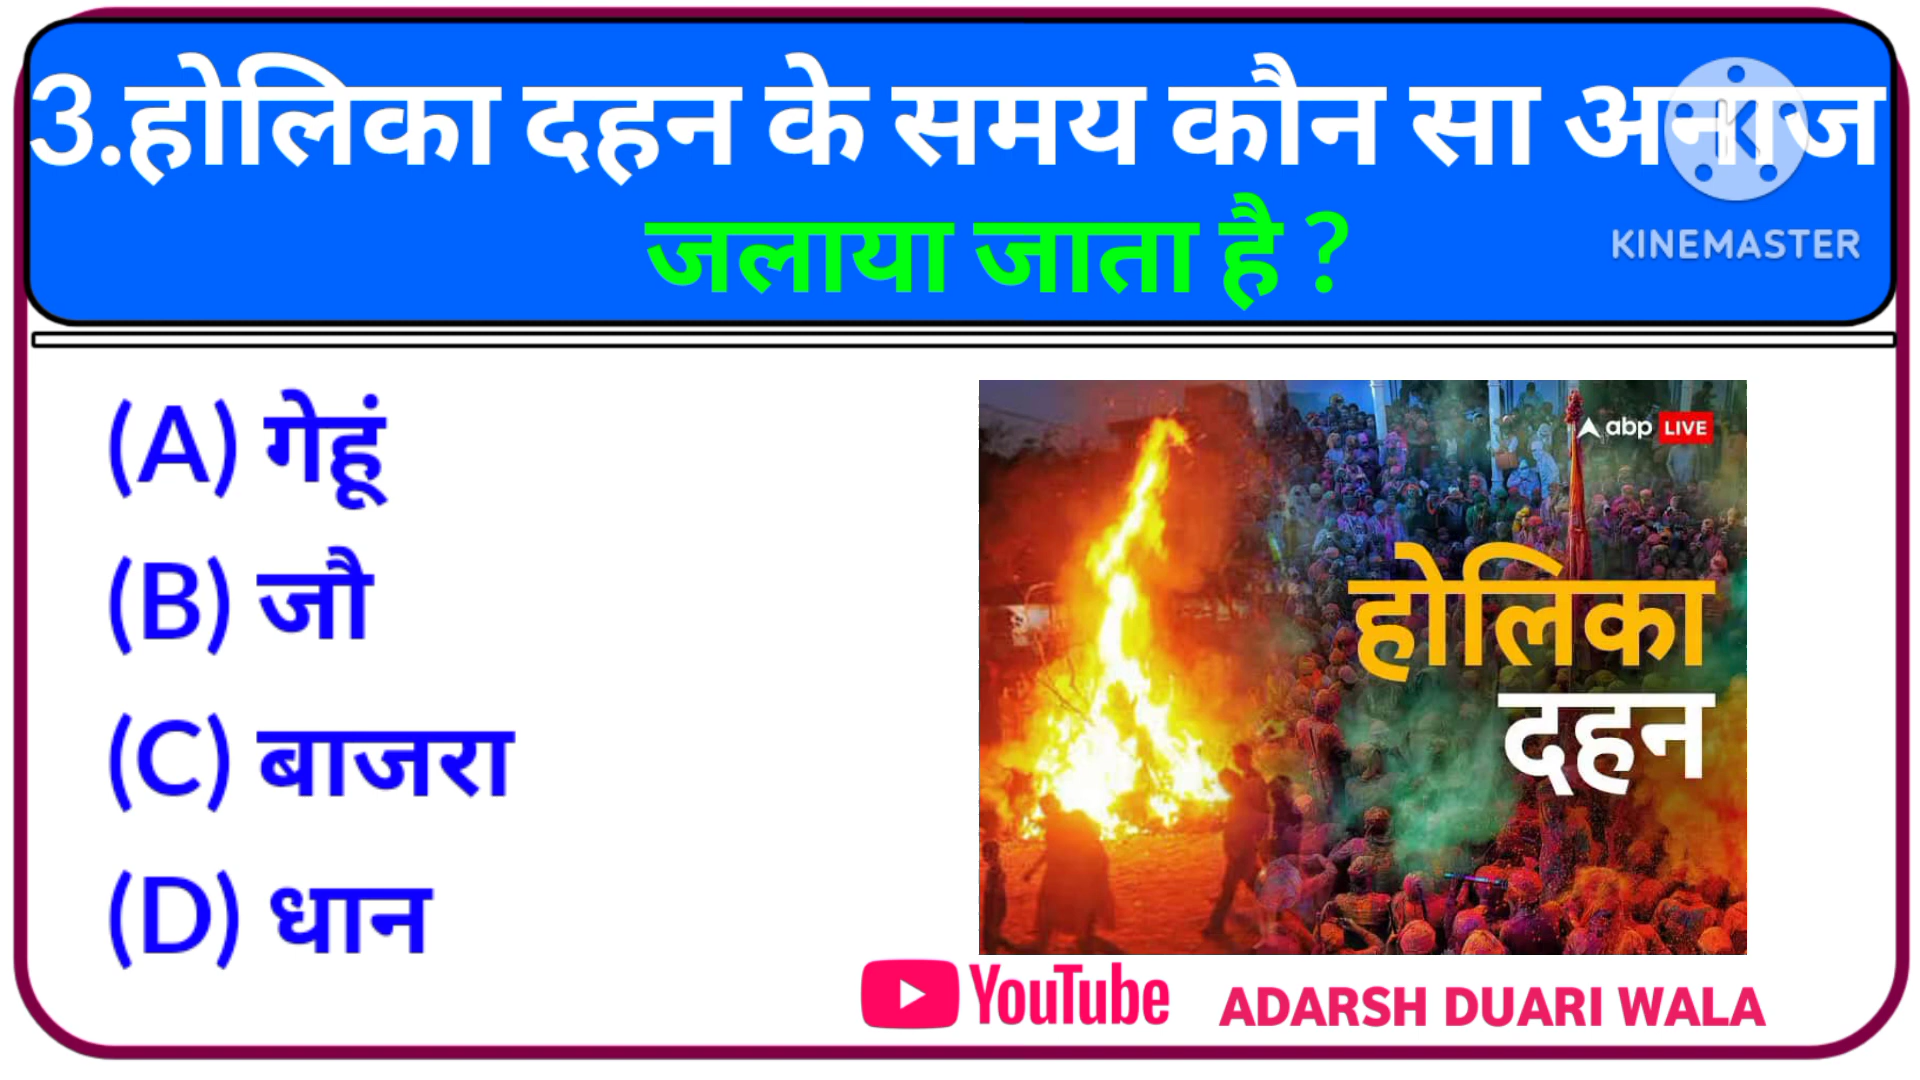 3.होलिका दहन के समय कौन सा अनाज
जलाया जाता है ?
KINEMASTER
(A) गेहूं
(B) जौ
(C) बाजरा
(D) धान
abp LIVE
होलिका
दहन
YouTube ADARSH DUARI WALA